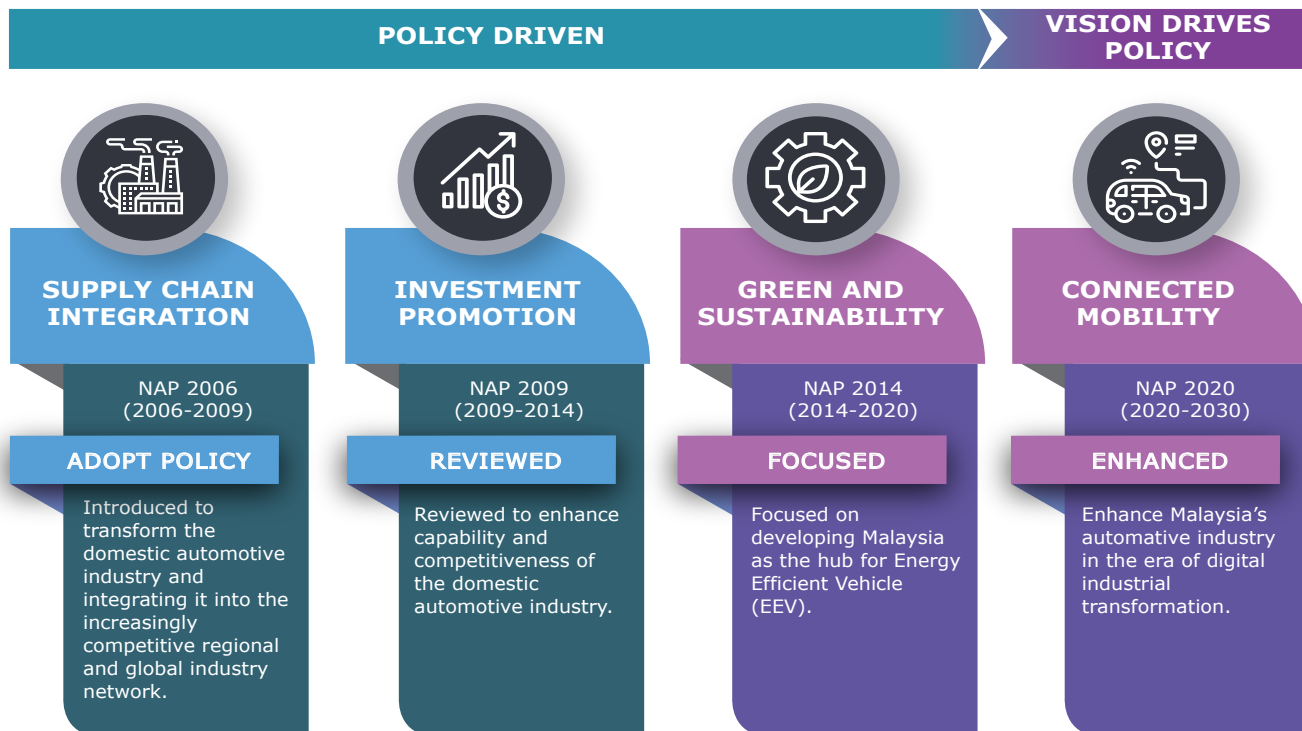 POLICY DRIVEN
VISION DRIVES
POLICY
SUPPLY CHAIN
INTEGRATION
NAP 2006
(2006-2009)
ADOPT POLICY
Introduced to
transform the
domestic automotive
industry and
integrating it into the
increasingly
competitive regional
and global industry
network.
INVESTMENT
PROMOTION
NAP 2009
(2009-2014)
REVIEWED
Reviewed to enhance
capability and
competitiveness of
the domestic
automotive industry.
GREEN AND
SUSTAINABILITY
NAP 2014
(2014-2020)
FOCUSED
Focused on
developing Malaysia
as the hub for Energy
Efficient Vehicle
(EEV).
CONNECTED
MOBILITY
NAP 2020
(2020-2030)
ENHANCED
Enhance Malaysia’s
automative industry
in the era of digital
industrial
transformation.